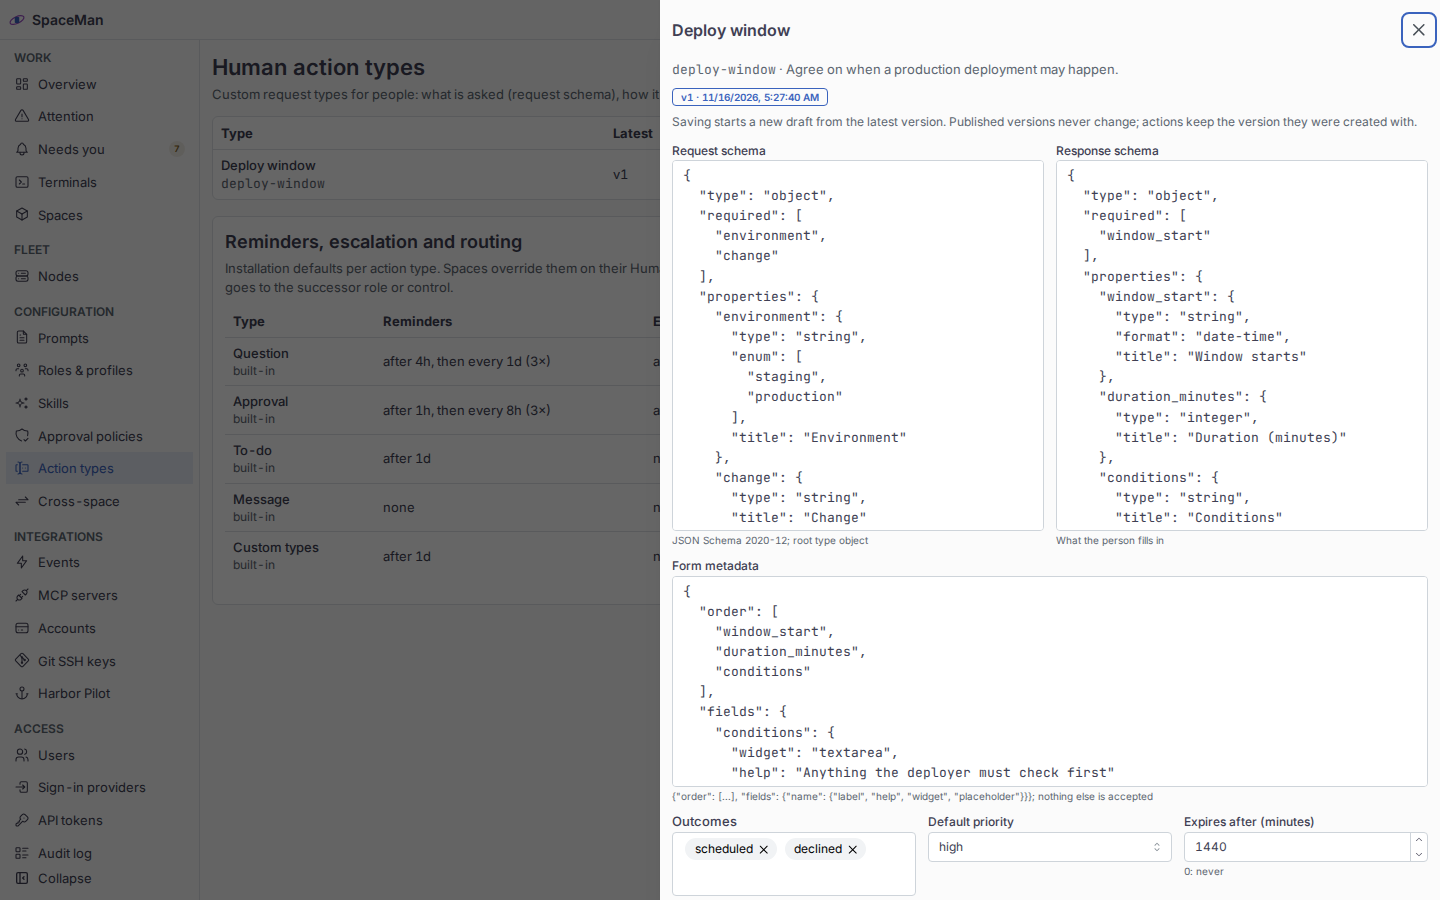 SpaceMan
WORK
Overview
Attention
Needs you
7
Terminals
Spaces
FLEET
Nodes
CONFIGURATION
Prompts
Roles & profiles
Skills
Approval policies
Action types
Cross-space
INTEGRATIONS
Events
MCP servers
Accounts
Git SSH keys
Harbor Pilot
ACCESS
Users
Sign-in providers
API tokens
Audit log
Collapse
Human action types
Custom request types for people: what is asked (request schema), how it
Type
Latest
Deploy window
deploy-window
v1
Reminders, escalation and routing
Installation defaults per action type. Spaces override them on their Hum
goes to the successor role or control.
Type
Reminders
E
Question
built-in
after 4h, then every 1d (3×)
a
Approval
built-in
after 1h, then every 8h (3×)
a
To-do
built-in
after 1d
n
Message
built-in
none
n
Custom types
built-in
after 1d
n
Deploy window
deploy-window · Agree on when a production deployment may happen.
v1 · 11/16/2026, 5:27:40 AM
Saving starts a new draft from the latest version. Published versions never change; actions keep the version they were created with.
Request schema
{
"type": "object",
"required": [
"environment",
"change"
],
"properties": {
"environment": {
"type": "string",
"enum": [
"staging",
"production"
],
"title": "Environment"
},
"change": {
"type": "string",
"title": "Change"
JSON Schema 2020-12; root type object
Response schema
{
"type": "object",
"required": [
"window_start"
],
"properties": {
"window_start": {
"type": "string",
"format": "date-time",
"title": "Window starts"
},
"duration_minutes": {
"type": "integer",
"title": "Duration (minutes)"
},
"conditions": {
"type": "string",
"title": "Conditions"
What the person fills in
Form metadata
{
"order": [
"window_start",
"duration_minutes",
"conditions"
],
"fields": {
"conditions": {
"widget": "textarea",
"help": "Anything the deployer must check first"
{"order": [...], "fields": {"name": {"label", "help", "widget", "placeholder"}}}; nothing else is accepted
Outcomes
scheduled
declined
Default priority
high
Expires after (minutes)
1440
0: never